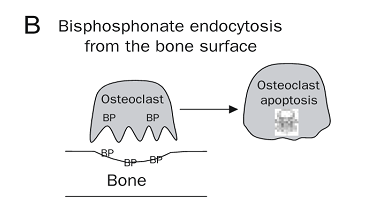 B
Bisphosphonate endocytosis
from the bone surface
Osteoclast
BP BP
Osteoclast
apoptosis
BP BP BP
Bone